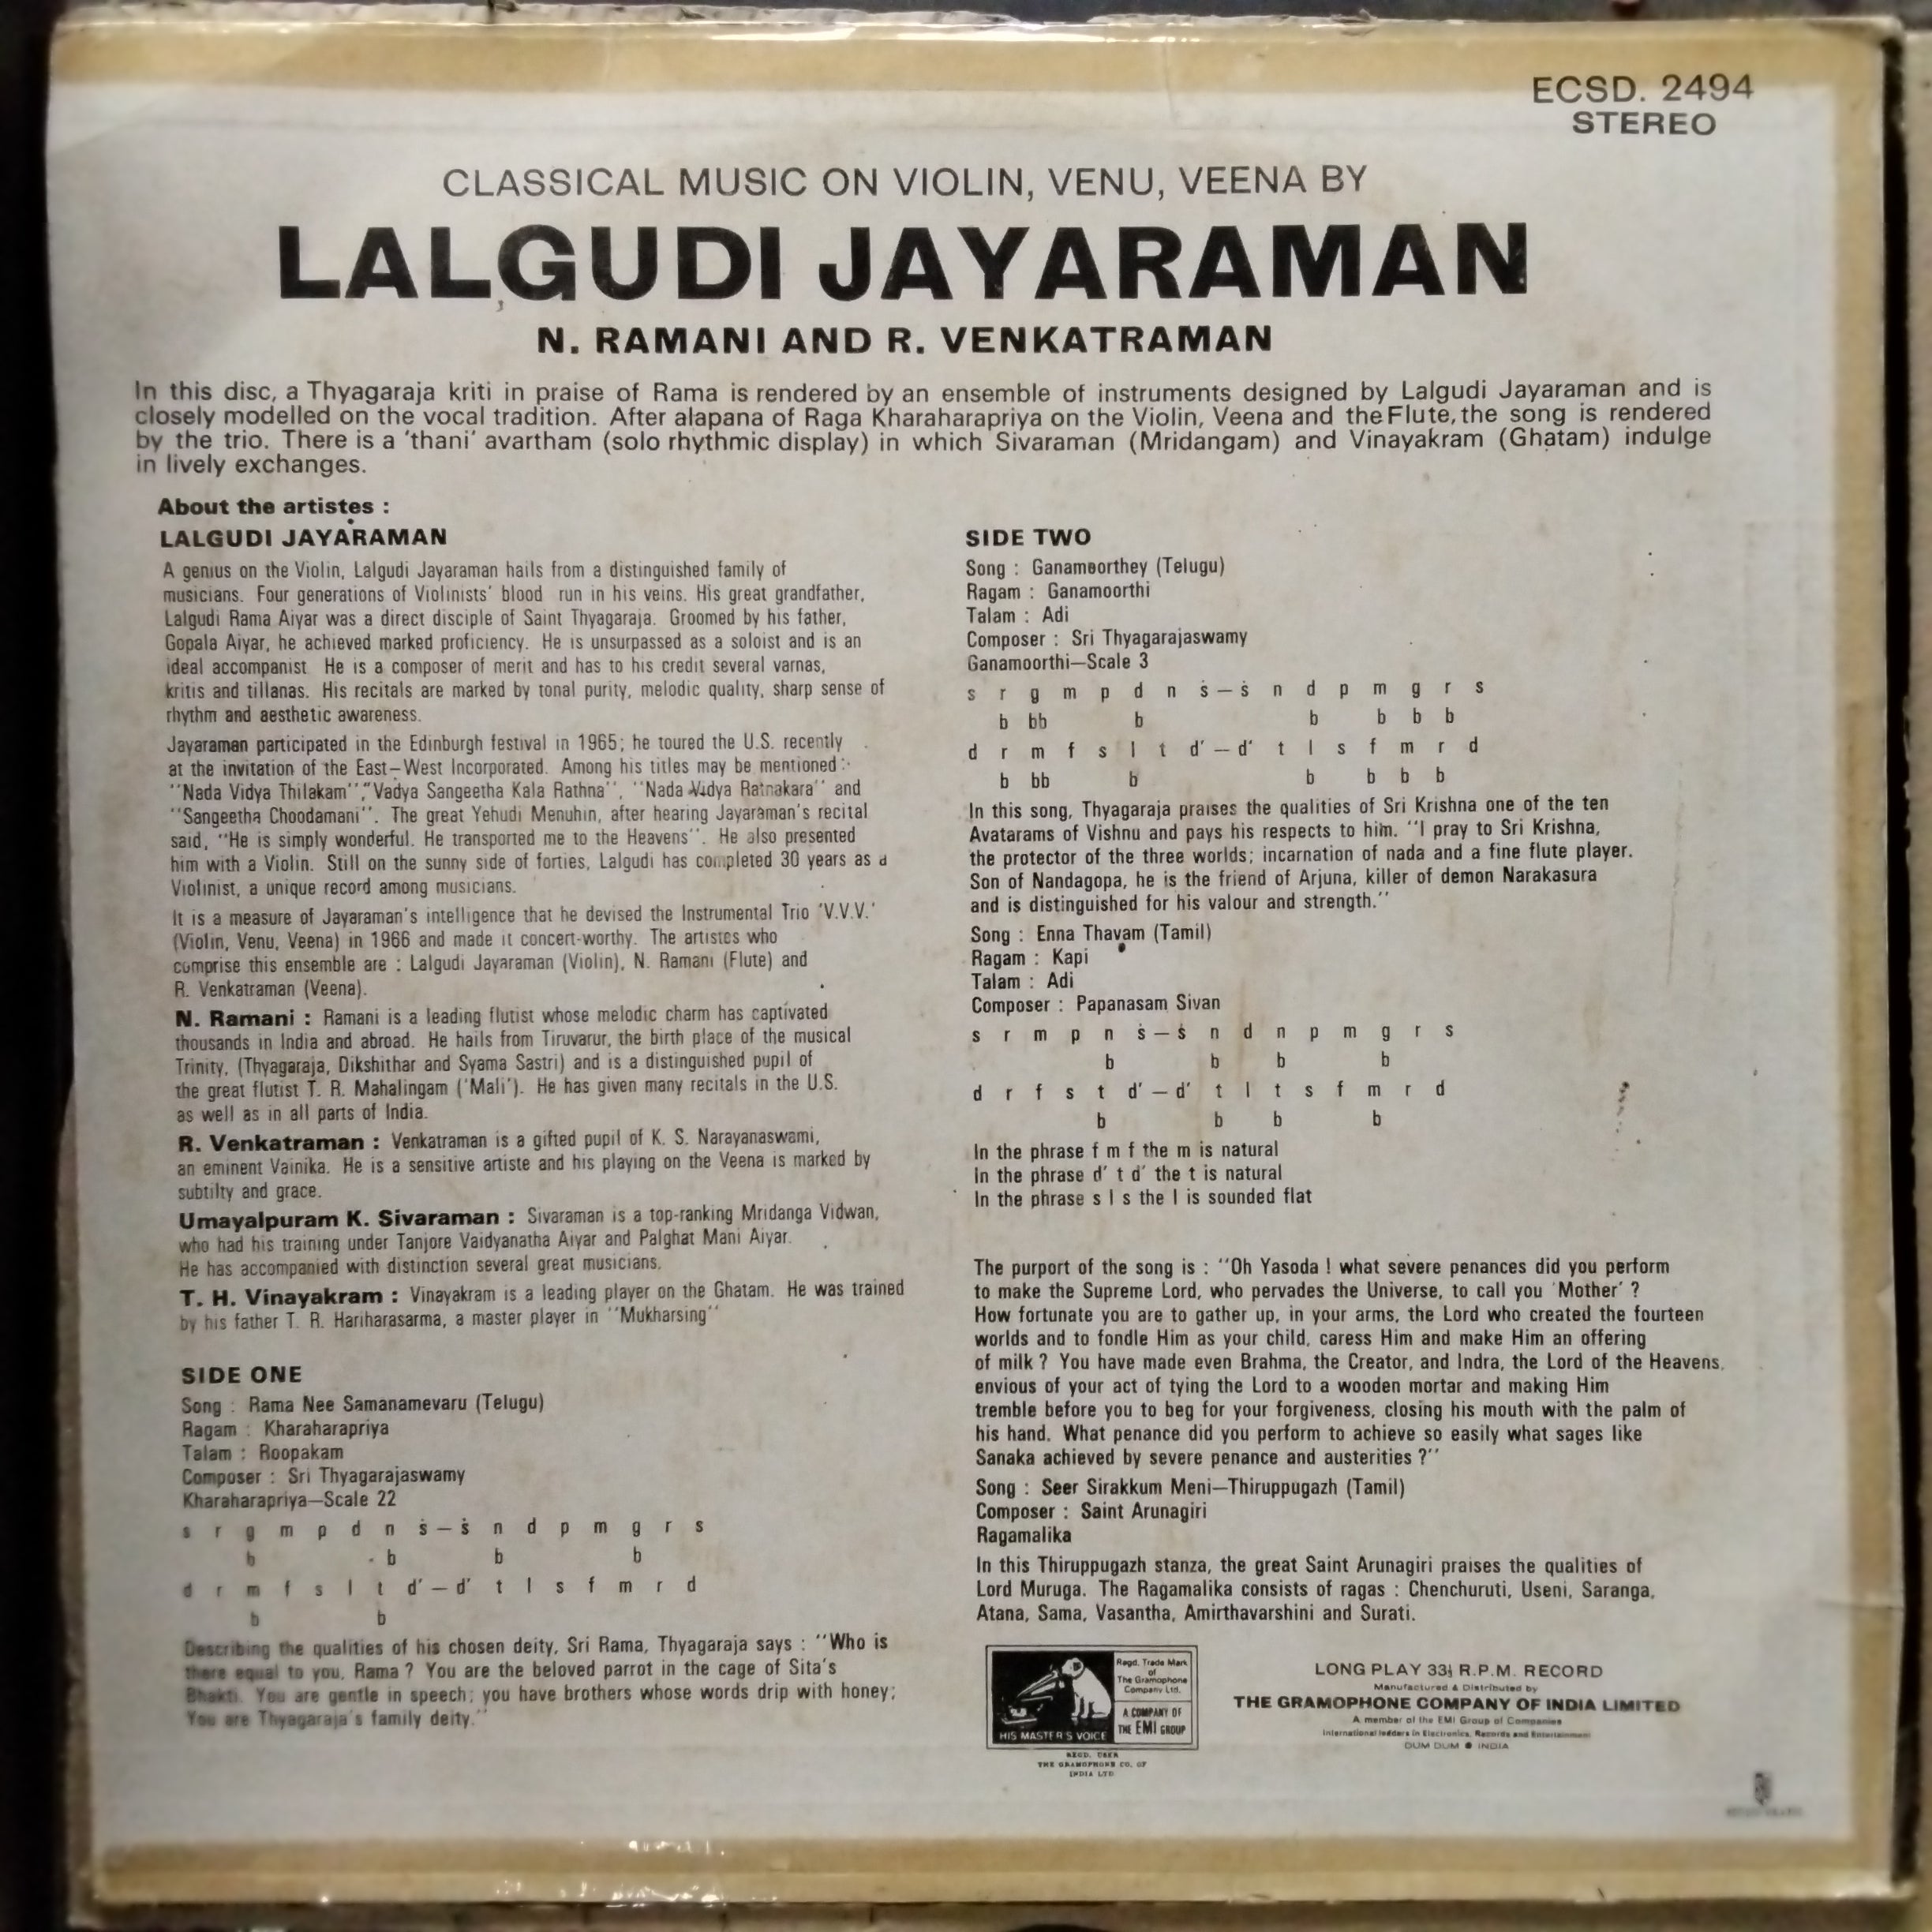 ECSD. 2494
STEREO
CLASSICAL MUSIC ON VIOLIN, VENU, VEENA BY
LALGUDI JAYARAMAN
N. RAMANI AND R. VENKATRAMAN
In this disc, a Thyagaraja kriti in praise of Rama is rendered by an ensemble of instruments designed by Lalgudi Jayaraman and is
closely modelled on the vocal tradition. After alapana of Raga Kharaharapriya on the Violin, Veena and the Flute, the song is rendered
by the trio. There is a 'thani' avartham (solo rhythmic display) in which Sivaraman (Mridangam) and Vinayakram (Ghatam) indulge
in lively exchanges.
About the artistes :
LALGUDI JAYARAMAN
A genius on the Violin, Lalgudi Jayaraman hails from a distinguished family of
musicians. Four generations of Violinists' blood run in his veins. His great grandfather,
Lalgudi Rama Aiyar was a direct disciple of Saint Thyagaraja. Groomed by his father,
Gopala Aiyar, he achieved marked proficiency. He is unsurpassed as a soloist and is an
ideal accompanist. He is a composer of merit and has to his credit several varnas,
kritis and tillanas. His recitals are marked by tonal purity, melodic quality, sharp sense of
rhythm and aesthetic awareness.
Jayaraman participated in the Edinburgh festival in 1965; he toured the U.S. recently
at the invitation of the East-West Incorporated. Among his titles may be mentioned :
''Nada Vidya Thilakam'',''Vadya Sangeetha Kala Rathna'', ''Nada Vidya Ratnakara'' and
''Sangeetha Choodamani''. The great Yehudi Menuhin, after hearing Jayaraman's recital
said, ''He is simply wonderful. He transported me to the Heavens''. He also presented
him with a Violin. Still on the sunny side of forties, Lalgudi has completed 30 years as a
Violinist, a unique record among musicians.
It is a measure of Jayaraman's intelligence that he devised the Instrumental Trio 'V.V.V.'
(Violin, Venu, Veena) in 1966 and made it concert-worthy. The artistes who
comprise this ensemble are : Lalgudi Jayaraman (Violin), N. Ramani (Flute) and
R. Venkatraman (Veena).
N. Ramani : Ramani is a leading flutist whose melodic charm has captivated
thousands in India and abroad. He hails from Tiruvarur, the birth place of the musical
Trinity, (Thyagaraja, Dikshithar and Syama Sastri) and is a distinguished pupil of
the great flutist T. R. Mahalingam ('Mali'). He has given many recitals in the U.S.
as well as in all parts of India.
R. Venkatraman : Venkatraman is a gifted pupil of K. S. Narayanaswami,
an eminent Vainika. He is a sensitive artiste and his playing on the Veena is marked by
subtilty and grace.
Umayalpuram K. Sivaraman : Sivaraman is a top-ranking Mridanga Vidwan,
who had his training under Tanjore Vaidyanatha Aiyar and Palghat Mani Aiyar.
He has accompanied with distinction several great musicians.
T. H. Vinayakram : Vinayakram is a leading player on the Ghatam. He was trained
by his father T. R. Hariharasarma, a master player in ''Mukharsing''
SIDE ONE
Song : Rama Nee Samanamevaru (Telugu)
Ragam : Kharaharapriya
Talam : Roopakam
Composer : Sri Thyagarajaswamy
Kharaharapriya—Scale 22
s r g m p d n ṡ – ṡ n d p m g r s
b b b b
d r m f s l t d' – d' t l s f m r d
b b
Describing the qualities of his chosen deity, Sri Rama, Thyagaraja says : ''Who is
there equal to you, Rama ? You are the beloved parrot in the cage of Sita's
Bhakti. You are gentle in speech; you have brothers whose words drip with honey;
You are Thyagaraja's family deity.''
SIDE TWO
Song : Ganamoorthey (Telugu)
Ragam : Ganamoorthi
Talam : Adi
Composer : Sri Thyagarajaswamy
Ganamoorthi—Scale 3
s r g m p d n ṡ – ṡ n d p m g r s
b bb b b b b b
d r m f s l t d' – d' t l s f m r d
b bb b b b b b
In this song, Thyagaraja praises the qualities of Sri Krishna one of the ten
Avatarams of Vishnu and pays his respects to him. ''I pray to Sri Krishna,
the protector of the three worlds; incarnation of nada and a fine flute player.
Son of Nandagopa, he is the friend of Arjuna, killer of demon Narakasura
and is distinguished for his valour and strength.''
Song : Enna Thavam (Tamil)
Ragam : Kapi
Talam : Adi
Composer : Papanasam Sivan
s r m p n ṡ – ṡ n d n p m g r s
b b b b
d r f s t d' – d' t l t s f m r d
b b b b
In the phrase f m f the m is natural
In the phrase d' t d' the t is natural
In the phrase s l s the l is sounded flat
The purport of the song is : ''Oh Yasoda ! what severe penances did you perform
to make the Supreme Lord, who pervades the Universe, to call you 'Mother' ?
How fortunate you are to gather up, in your arms, the Lord who created the fourteen
worlds and to fondle Him as your child, caress Him and make Him an offering
of milk ? You have made even Brahma, the Creator, and Indra, the Lord of the Heavens,
envious of your act of tying the Lord to a wooden mortar and making Him
tremble before you to beg for your forgiveness, closing his mouth with the palm of
his hand. What penance did you perform to achieve so easily what sages like
Sanaka achieved by severe penance and austerities ?''
Song : Seer Sirakkum Meni—Thiruppugazh (Tamil)
Composer : Saint Arunagiri
Ragamalika
In this Thiruppugazh stanza, the great Saint Arunagiri praises the qualities of
Lord Muruga. The Ragamalika consists of ragas : Chenchuruti, Useni, Saranga,
Atana, Sama, Vasantha, Amirthavarshini and Surati.
HIS MASTER'S VOICE
Regd. Trade Mark
of
The Gramophone
Company Ltd.
A COMPANY OF
THE EMI GROUP
REGD. USER
THE GRAMOPHONE CO. OF
INDIA LTD
LONG PLAY 33⅓ R.P.M. RECORD
Manufactured & Distributed by
THE GRAMOPHONE COMPANY OF INDIA LIMITED
A member of the EMI Group of Companies
International leaders in Electronics, Records and Entertainment
DUM DUM ● INDIA